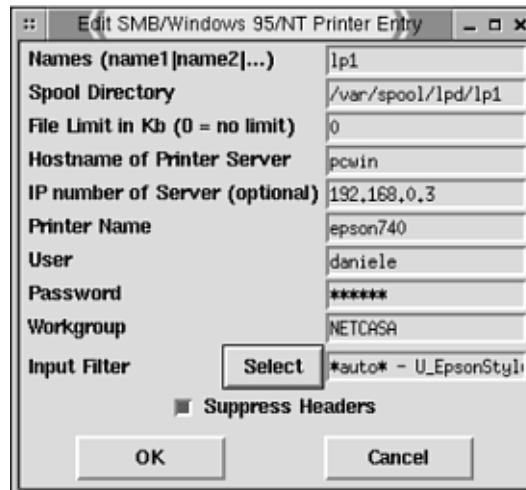 Edit SMB/Windows 95/NT Printer Entry
Names (name1|name2|...) lp1
Spool Directory /var/spool/lpd/lp1
File Limit in Kb (0 = no limit) 0
Hostname of Printer Server pcwin
IP number of Server (optional) 192.168.0.3
Printer Name epson740
User daniele
Password ******
Workgroup NETCASA
Input Filter Select *auto* - U_EpsonStyl
Suppress Headers
OK Cancel